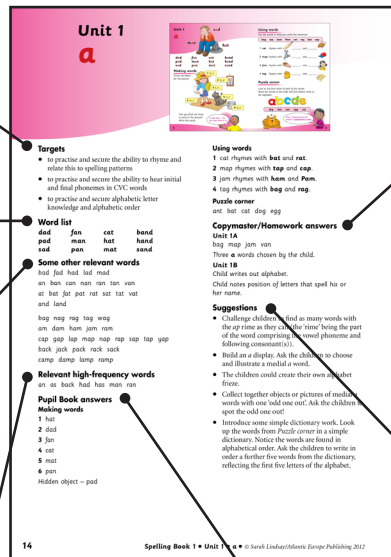 Unit 1
a
Targets
• to practise and secure the ability to rhyme and
relate this to spelling patterns
• to practise and secure the ability to hear initial
and final phonemes in CVC words
• to practise and secure alphabetic letter
knowledge and alphabetic order
Word list
dad fan cat band
pad man hat hand
sad pan mat sand
Some other relevant words
bad fad had lad mad
an ban can nan ran tan van
at bat fat pat rat sat tat vat
and land
bag nag rag tag wag
am dam ham jam ram
cap gap lap map nap rap sap tap yap
back jack pack rack sack
camp damp lamp ramp
Relevant high-frequency words
an as back had has man ran
Pupil Book answers
Making words
1 hat
2 dad
3 fan
4 cat
5 mat
6 pan
Hidden object – pad
Using words
1 cat rhymes with bat and rat.
2 map rhymes with tap and cap.
3 jam rhymes with ham and Pam.
4 tag rhymes with bag and rag.
Puzzle corner
ant bat cat dog egg
Copymaster/Homework answers
Unit 1A
bag map jam van
Three a words chosen by the child.
Unit 1B
Child writes out alphabet.
Child notes position of letters that spell his or
her name.
Suggestions
• Challenge children to find as many words with
the ap rime as they can (the 'rime' being the part
of the word comprising the vowel phoneme and
following consonant(s)).
• Build an a display. Ask the children to choose
and illustrate a medial a word.
• The children could create their own alphabet
frieze.
• Collect together objects or pictures of medial a
words with one 'odd one out'. Ask the children to
spot the odd one out!
• Introduce some simple dictionary work. Look
up the words from Puzzle corner in a simple
dictionary. Notice the words are found in
alphabetical order. Ask the children to write in
order a further five words from the dictionary,
reflecting the first five letters of the alphabet.
14
Spelling Book 1 • Unit 1 • a • © Sarah Lindsay/Atlantic Europe Publishing 2012